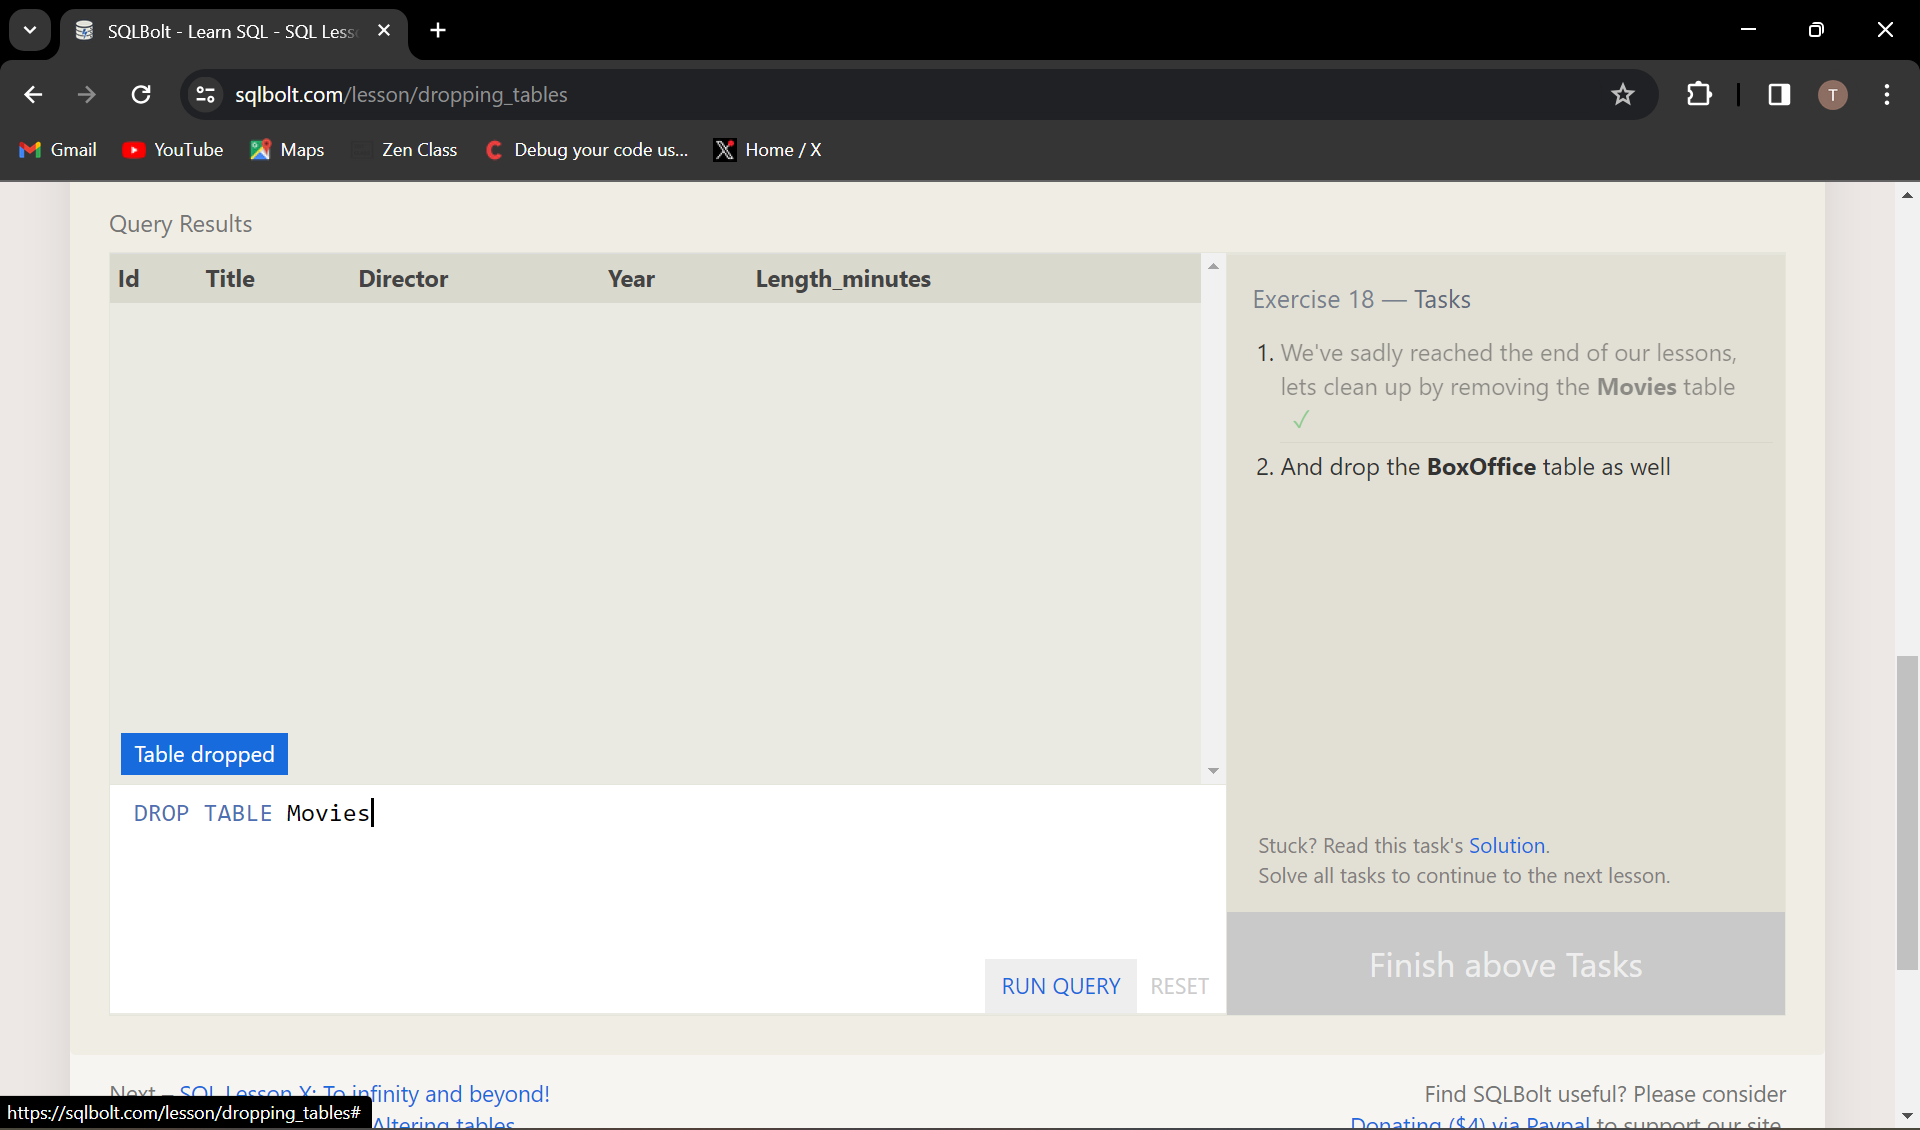 SQLBolt - Learn SQL - SQL Less
sqlbolt.com/lesson/dropping_tables
T
Gmail
YouTube
Maps
Zen Class
Debug your code us...
Home / X
Query Results
Id Title Director Year Length_minutes
Exercise 18 — Tasks
1. We've sadly reached the end of our lessons,
lets clean up by removing the Movies table
✓
2. And drop the BoxOffice table as well
Table dropped
DROP TABLE Movies
Stuck? Read this task's Solution.
Solve all tasks to continue to the next lesson.
RUN QUERY
RESET
Finish above Tasks
Next – SQL Lesson X: To infinity and beyond!
Altering tables
Find SQLBolt useful? Please consider
Donating ($4) via Paypal to support our site.
https://sqlbolt.com/lesson/dropping_tables#